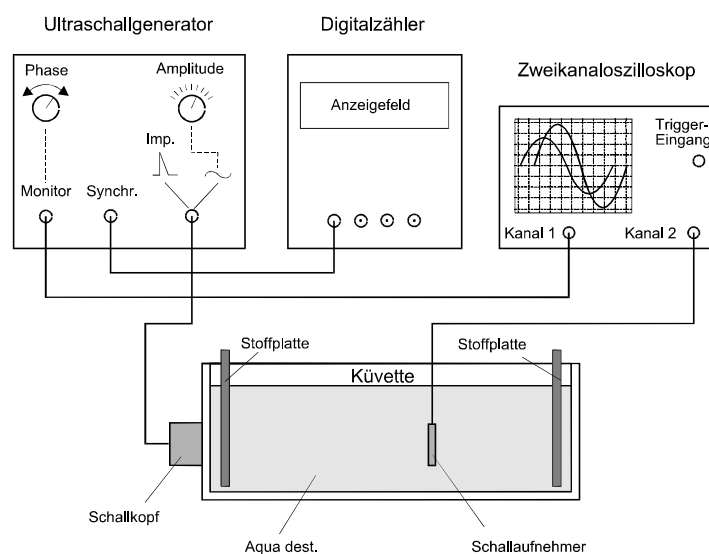 Ultraschallgenerator
Digitalzähler
Zweikanaloszilloskop
Phase
Amplitude
Imp.
Monitor
Synchr.
Anzeigefeld
Trigger-
Eingang
Kanal 1
Kanal 2
Stoffplatte
Stoffplatte
Küvette
Schallkopf
Aqua dest.
Schallaufnehmer